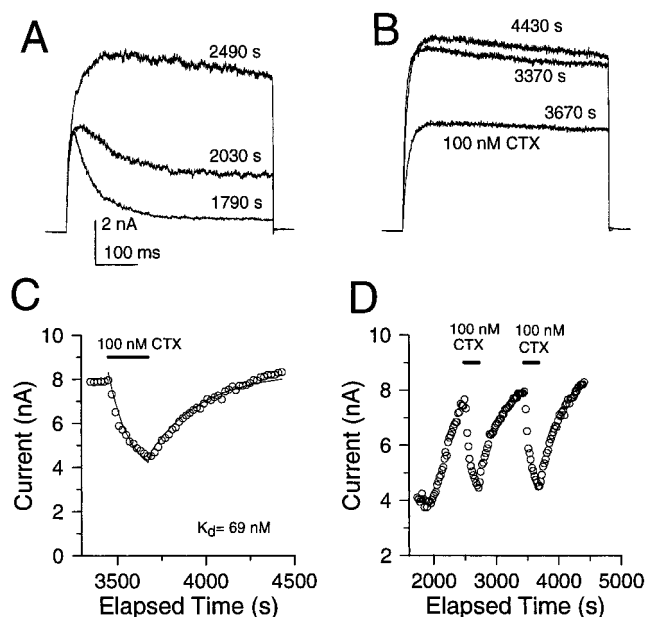 A
2490 s
2030 s
1790 s
2 nA
100 ms
B
4430 s
3370 s
3670 s
100 nM CTX
C
100 nM CTX
10
8
6
4
2
0
Current (nA)
K_d= 69 nM
3500 4000 4500
Elapsed Time (s)
D
100 nM CTX
100 nM CTX
10
8
6
4
2
Current (nA)
2000 3000 4000 5000
Elapsed Time (s)